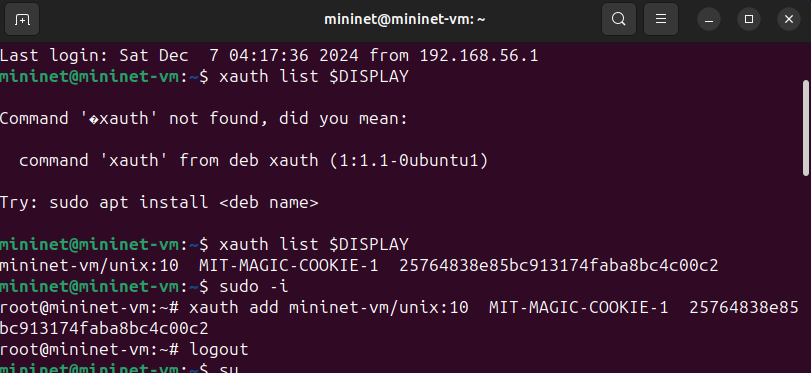 mininet@mininet-vm: ~
Last login: Sat Dec  7 04:17:36 2024 from 192.168.56.1
mininet@mininet-vm:~$ xauth list $DISPLAY
Command '�xauth' not found, did you mean:
  command 'xauth' from deb xauth (1:1.1-0ubuntu1)
Try: sudo apt install <deb name>
mininet@mininet-vm:~$ xauth list $DISPLAY
mininet-vm/unix:10  MIT-MAGIC-COOKIE-1  25764838e85bc913174faba8bc4c00c2
mininet@mininet-vm:~$ sudo -i
root@mininet-vm:~# xauth add mininet-vm/unix:10  MIT-MAGIC-COOKIE-1  25764838e85
bc913174faba8bc4c00c2
root@mininet-vm:~# logout
mininet@mininet-vm:~$ su